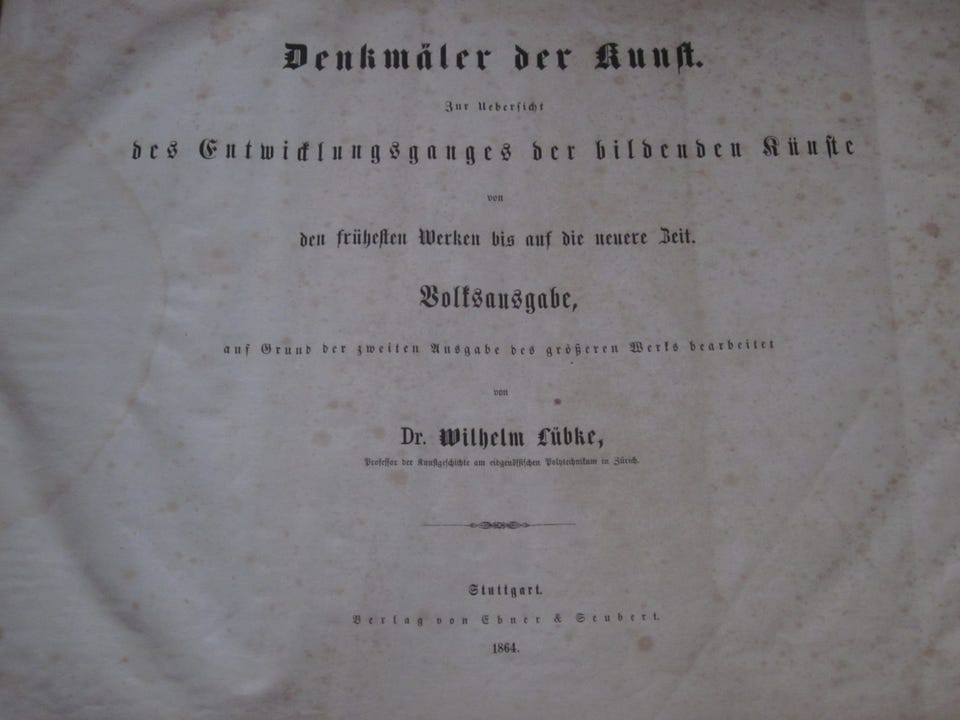 Denkmäler der Kunst.
Zur Uebersicht
des Entwicklungsganges der bildenden Künste
von
den frühesten Werken bis auf die neuere Zeit.
Volksausgabe,
auf Grund der zweiten Ausgabe des größeren Werks bearbeitet
von
Dr. Wilhelm Lübke,
Professor der Kunstgeschichte am eidgenössischen Polytechnikum in Zürich.
Stuttgart.
Verlag von Ebner & Seubert.
1864.